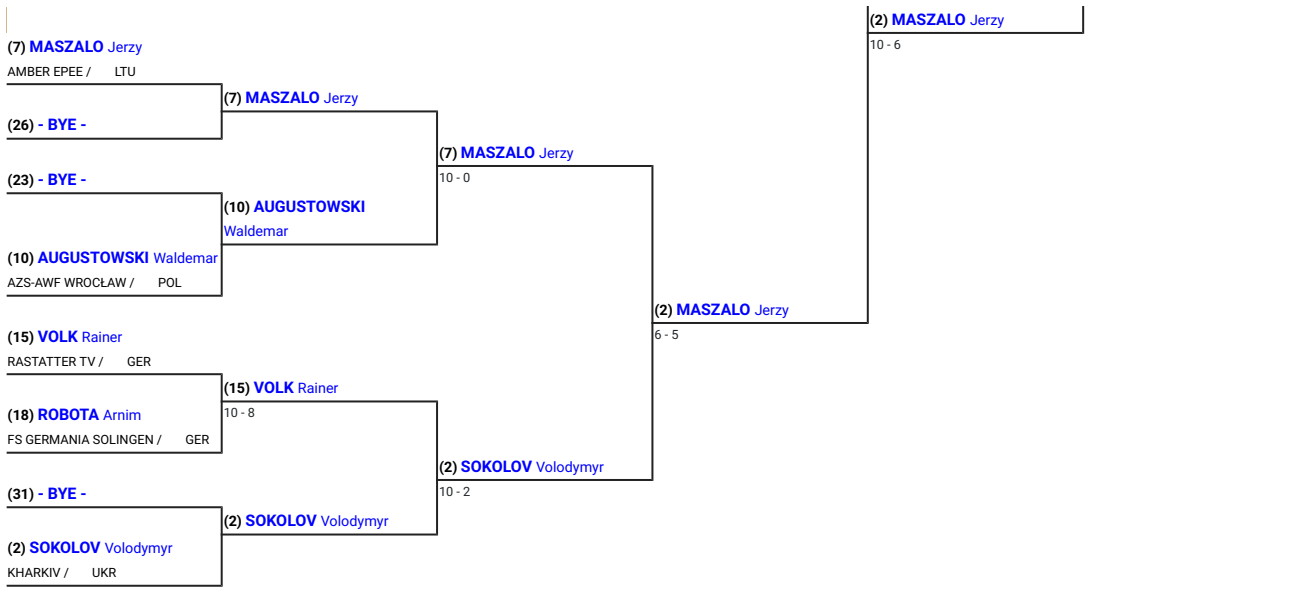 (2) MASZALO Jerzy
10 - 6
(7) MASZALO Jerzy
AMBER EPEE / LTU
(7) MASZALO Jerzy
(26) - BYE -
(7) MASZALO Jerzy
10 - 0
(23) - BYE -
(10) AUGUSTOWSKI
Waldemar
(10) AUGUSTOWSKI Waldemar
AZS-AWF WROCŁAW / POL
(2) MASZALO Jerzy
6 - 5
(15) VOLK Rainer
RASTATTER TV / GER
(15) VOLK Rainer
10 - 8
(18) ROBOTA Arnim
FS GERMANIA SOLINGEN / GER
(2) SOKOLOV Volodymyr
10 - 2
(31) - BYE -
(2) SOKOLOV Volodymyr
(2) SOKOLOV Volodymyr
KHARKIV / UKR